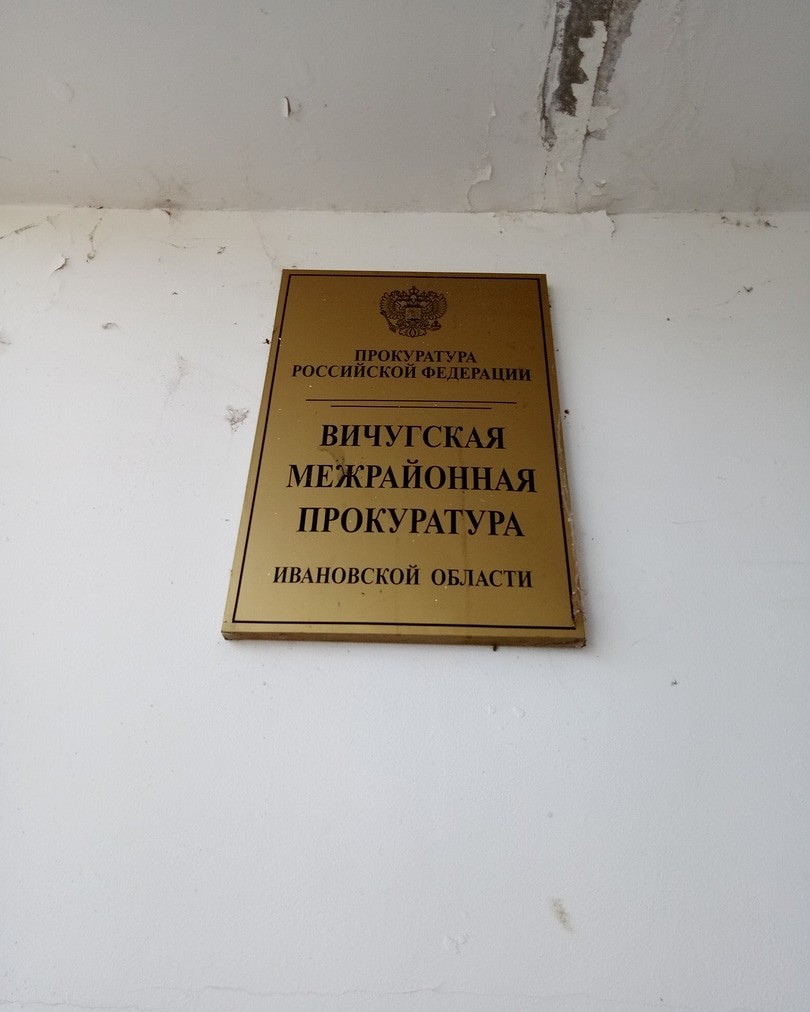 ПРОКУРАТУРА
РОССИЙСКОЙ ФЕДЕРАЦИИ
ВИЧУГСКАЯ
МЕЖРАЙОННАЯ
ПРОКУРАТУРА
ИВАНОВСКОЙ ОБЛАСТИ